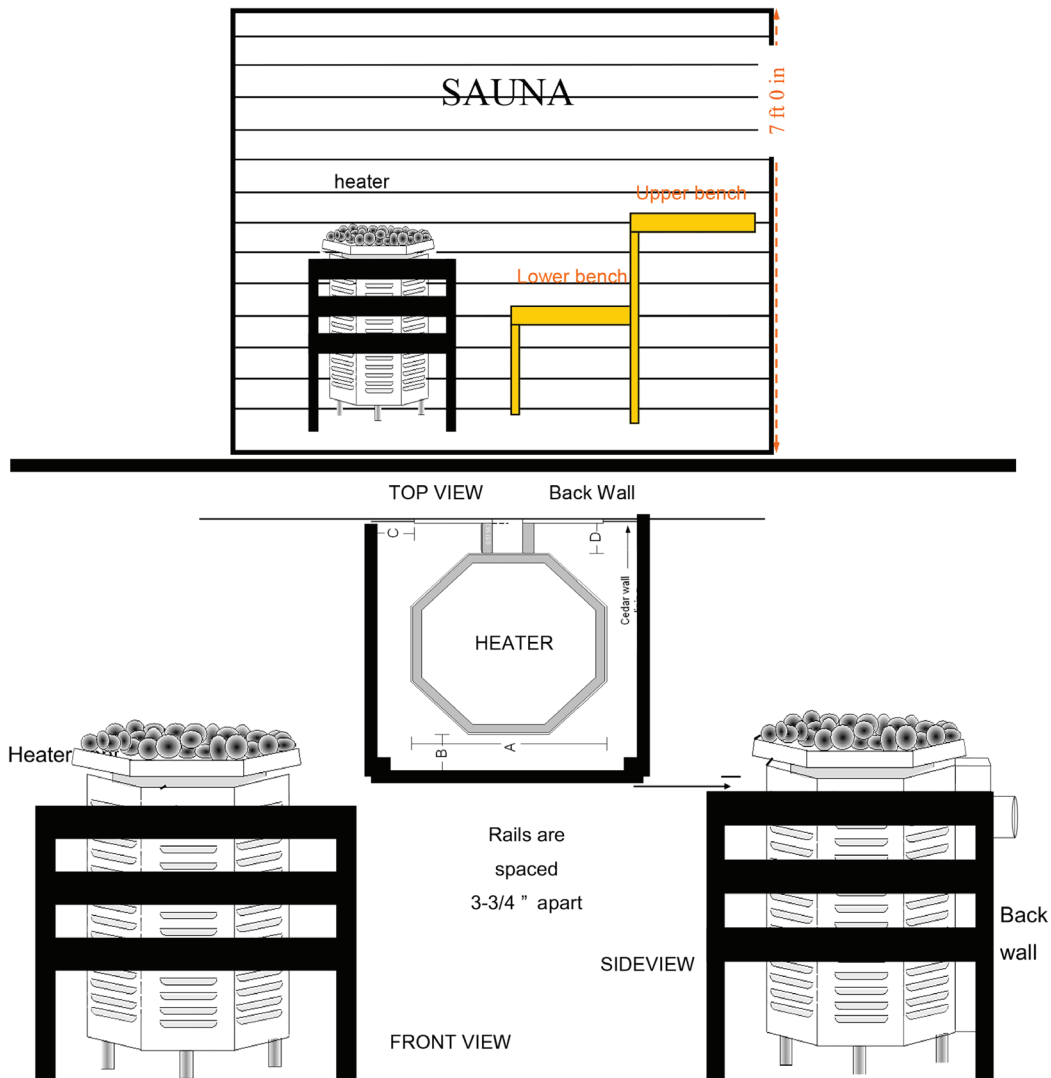 SAUNA
7 ft 0 in
heater
Upper bench
Lower bench
TOP VIEW
Back Wall
C
D
Cedar wall
HEATER
B
A
Heater
Rails are
spaced
3-3/4 ” apart
Back
wall
SIDEVIEW
FRONT VIEW